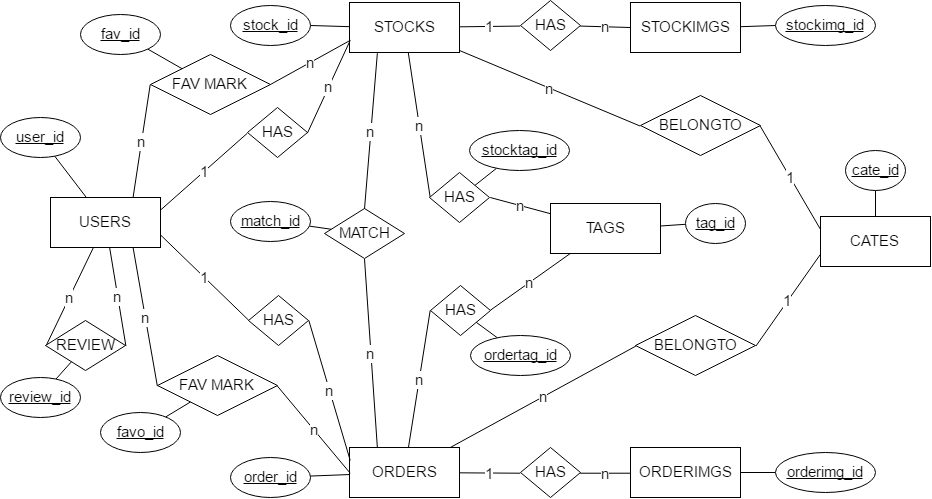 stock_id
STOCKS
1
HAS
n
STOCKIMGS
stockimg_id
fav_id
FAV MARK
n
n
n
BELONGTO
user_id
HAS
n
n
n
stocktag_id
1
1
cate_id
USERS
match_id
MATCH
HAS
n
TAGS
tag_id
CATES
n
n
1
n
HAS
n
1
REVIEW
HAS
ordertag_id
BELONGTO
review_id
FAV MARK
n
n
n
n
favo_id
n
order_id
ORDERS
1
HAS
n
ORDERIMGS
orderimg_id